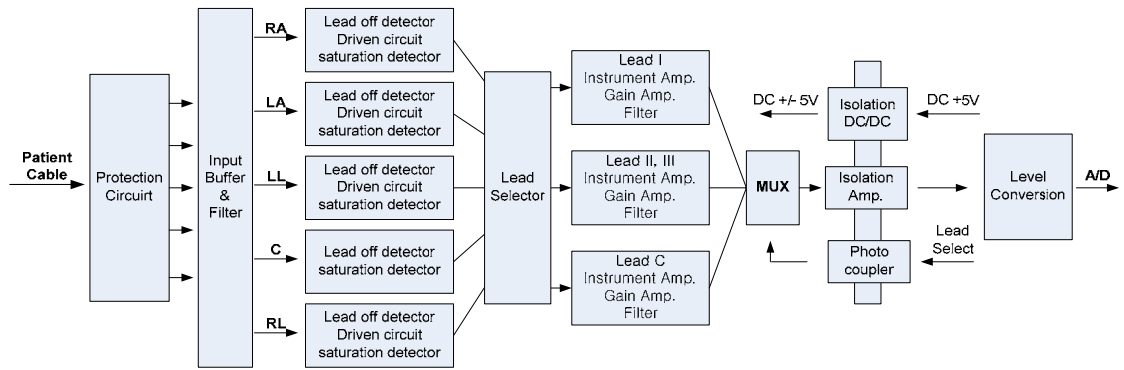 Patient
Cable
Protection
Circuirt
Input
Buffer
&
Filter
RA
LA
LL
C
RL
Lead off detector
Driven circuit
saturation detector
Lead off detector
Driven circuit
saturation detector
Lead off detector
Driven circuit
saturation detector
Lead off detector
saturation detector
Lead off detector
Driven circuit
saturation detector
Lead
Selector
Lead I
Instrument Amp.
Gain Amp.
Filter
Lead II, III
Instrument Amp.
Gain Amp.
Filter
Lead C
Instrument Amp.
Gain Amp.
Filter
MUX
DC +/- 5V
Isolation
DC/DC
DC +5V
Isolation
Amp.
Photo
coupler
Lead
Select
Level
Conversion
A/D